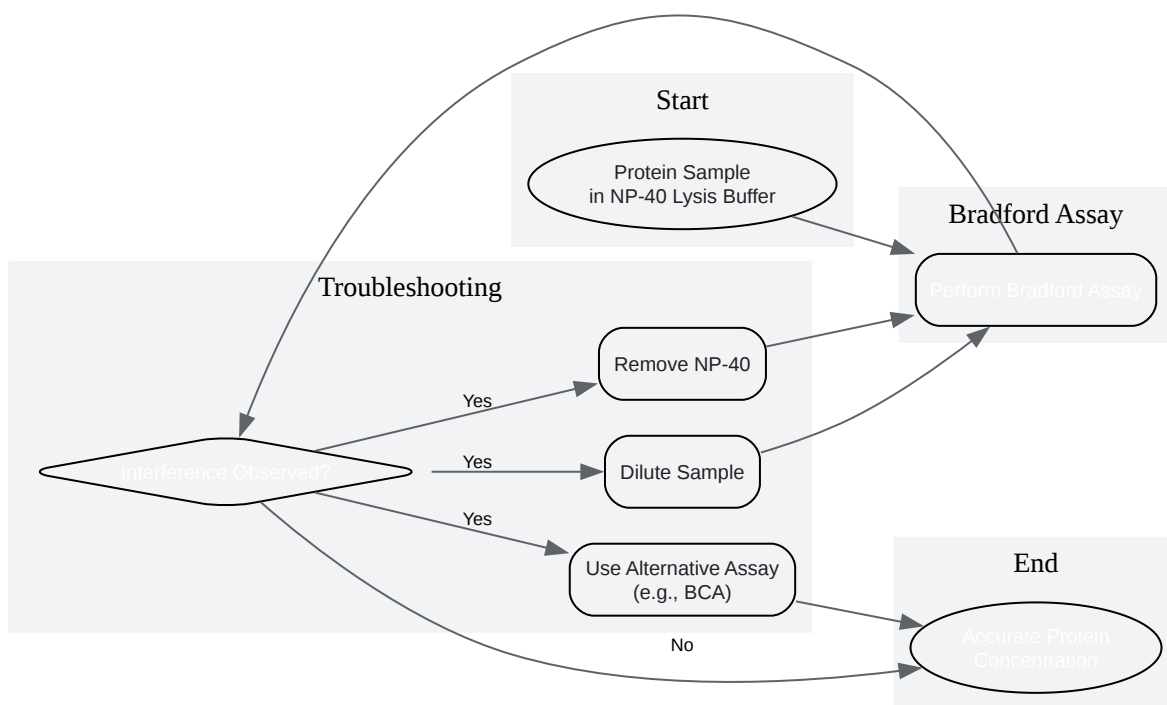 Start
Protein Sample
in NP-40 Lysis Buffer
Bradford Assay
Perform Bradford Assay
Troubleshooting
Remove NP-40
Yes
Interference Observed?
Yes
Dilute Sample
Yes
Use Alternative Assay
(e.g., BCA)
No
End
Accurate Protein
Concentration